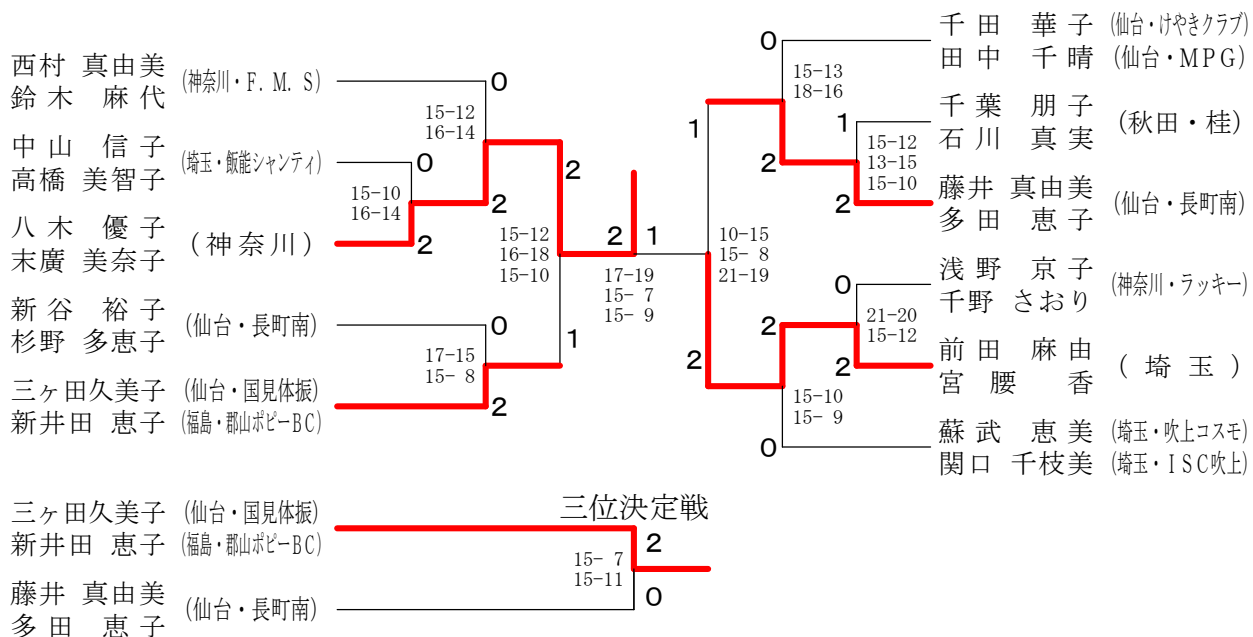 西村 真由美 (神奈川・F.M.S)
鈴木 麻代
0
15-12
16-14
中山 信子 (埼玉・飯能シャンティ)
高橋 美智子
0
15-10
16-14
2
2
八木 優子 (神奈川)
末廣 美奈子
2
15-12
16-18
15-10
新谷 裕子 (仙台・長町南)
杉野 多恵子
0
1
17-15
15- 8
三ヶ田久美子 (仙台・国見体振)
新井田 恵子 (福島・郡山ポピーBC)
2
2
1
17-19
15- 7
15- 9
千田 華子 (仙台・けやきクラブ)
田中 千晴 (仙台・MPG)
0
15-13
18-16
千葉 朋子 (秋田・桂)
石川 真実
1
1
15-12
13-15
15-10
2
藤井 真由美 (仙台・長町南)
多田 恵子
2
10-15
15- 8
21-19
浅野 京子 (神奈川・ラッキー)
千野 さおり
0
2
21-20
15-12
前田 麻由 (埼玉)
宮腰 香
2
2
15-10
15- 9
蘇武 恵美 (埼玉・吹上コスモ)
関口 千枝美 (埼玉・ISC吹上)
0
三位決定戦
三ヶ田久美子 (仙台・国見体振)
新井田 恵子 (福島・郡山ポピーBC)
2
15- 7
15-11
0
藤井 真由美 (仙台・長町南)
多田 恵子